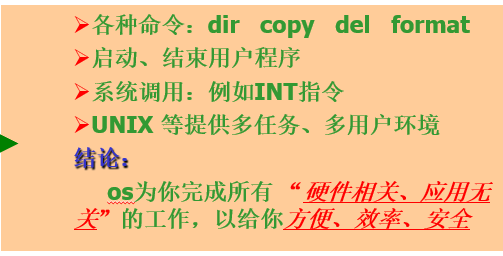 各种命令：dir copy del format
启动、结束用户程序
系统调用：例如INT指令
UNIX 等提供多任务、多用户环境
结论：
os为你完成所有 “硬件相关、应用无
关”的工作，以给你方便、效率、安全